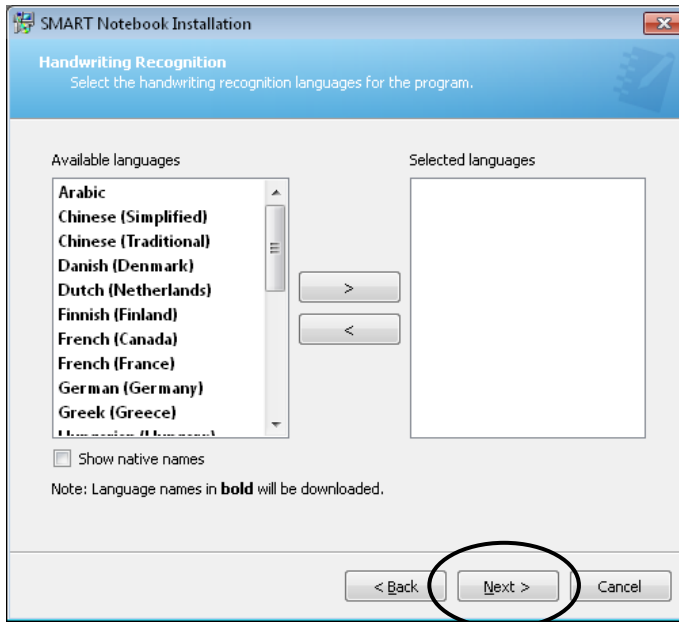 SMART Notebook Installation
Handwriting Recognition
Select the handwriting recognition languages for the program.
Available languages
Selected languages
Arabic
Chinese (Simplified)
Chinese (Traditional)
Danish (Denmark)
Dutch (Netherlands)
Finnish (Finland)
French (Canada)
French (France)
German (Germany)
Greek (Greece)
>
<
Show native names
Note: Language names in bold will be downloaded.
< Back
Next >
Cancel